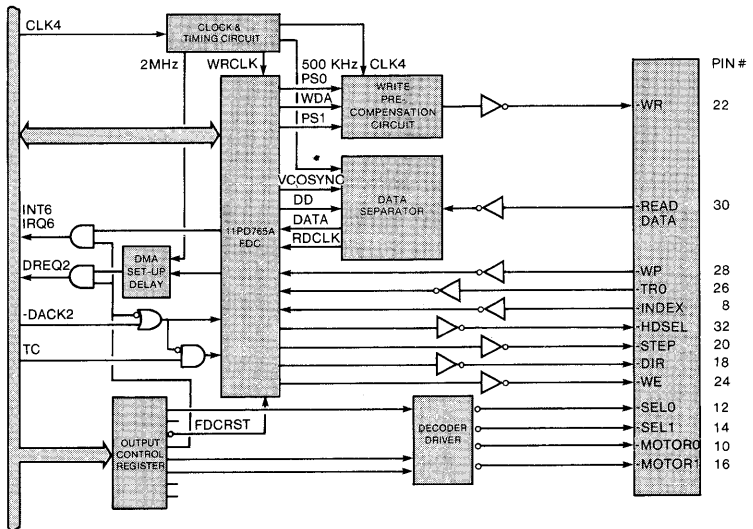 CLK4
CLOCK &
TIMING CIRCUIT
PIN #
2MHz
WRCLK
500 KHz
CLK4
PS0
WDA
PS1
WRITE
PRE-
COMPENSATION
CIRCUIT
-WR
22
VCOSYNC
DD
DATA
RDCLK
DATA
SEPARATOR
-READ
DATA
30
INT6
IRQ6
11PD765A
FDC
DREQ2
DMA
SET-UP
DELAY
-WP
28
-TR0
26
-INDEX
8
-DACK2
-HDSEL
32
-STEP
20
TC
-DIR
18
-WE
24
FDCRST
OUTPUT
CONTROL
REGISTER
DECODER
DRIVER
-SEL0
12
-SEL1
14
-MOTOR0
10
-MOTOR1
16